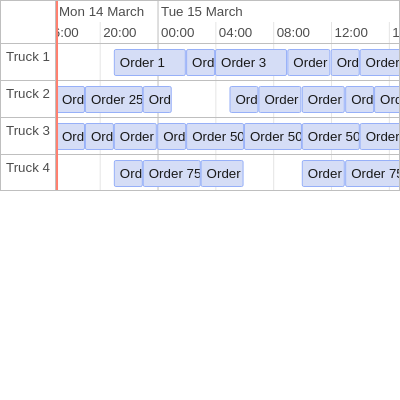 Mon 14 March Tue 15 March
:00 20:00 00:00 04:00 08:00 12:00 1
Truck 1 Order 1 Ord Order 3 Order Ord Order
Truck 2 Ord Order 25 Ord Ord Order Order Ord Ord
Truck 3 Ord Ord Order Ord Order 50 Order 50 Order 50 Order
Truck 4 Ord Order 75 Order Order Order 75